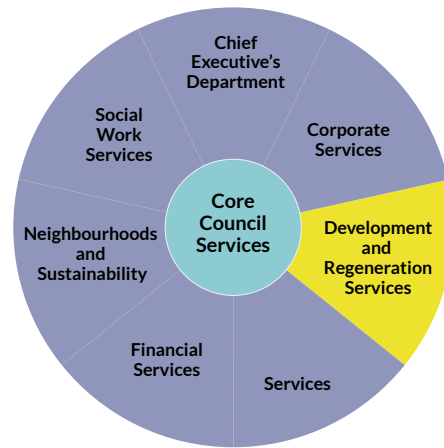 Chief
Executive's
Department
Corporate
Services
Development
and
Regeneration
Services
Services
Financial
Services
Neighbourhoods
and
Sustainability
Social
Work
Services
Core
Council
Services